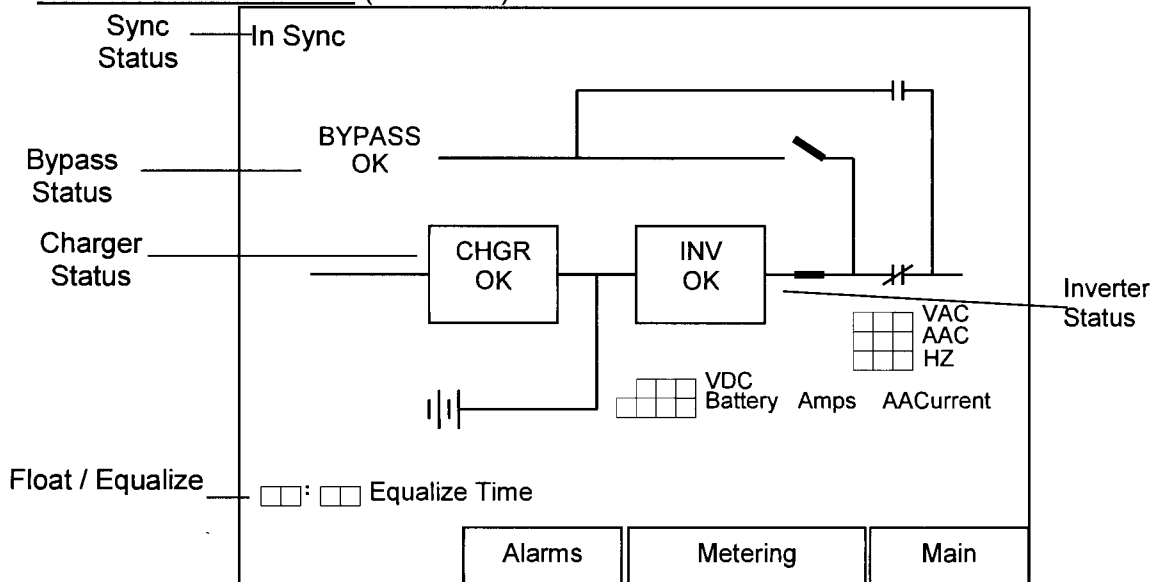 Sync
Status
In Sync
BYPASS
OK
Bypass
Status
Charger
Status
CHGR
OK
INV
OK
Inverter
Status
VAC
AAC
HZ
VDC
Battery Amps AACurrent
Float / Equalize
: Equalize Time
Alarms
Metering
Main